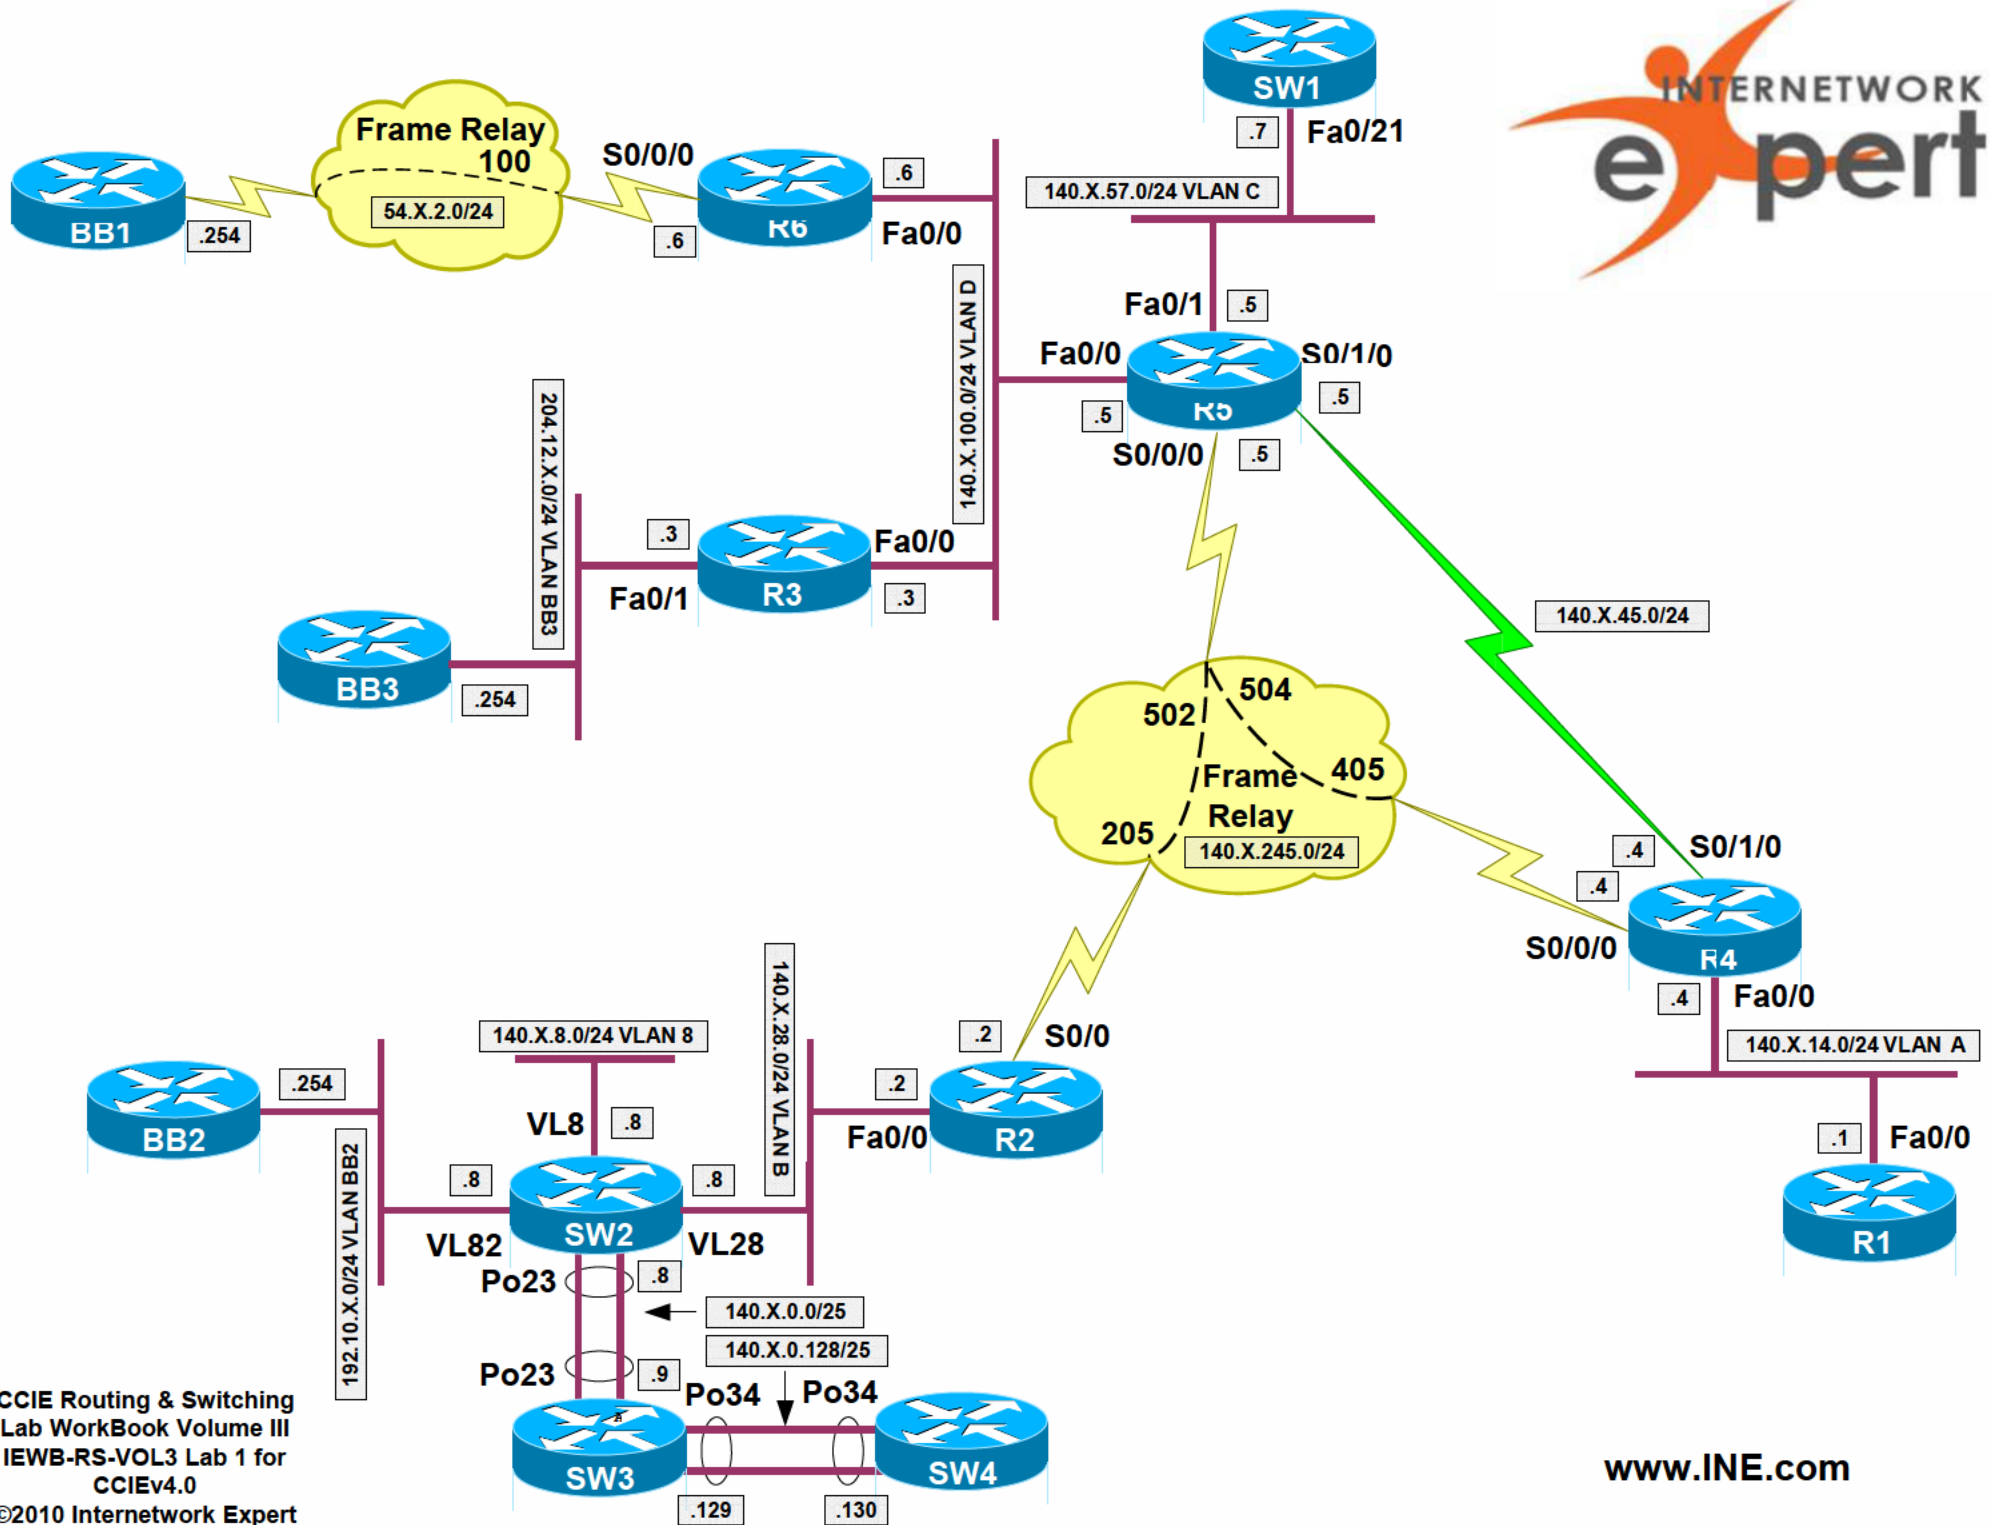 SW1
.7
Fa0/21
INTERNETWORK
expert
Frame Relay
100
54.X.2.0/24
BB1
.254
S0/0/0
.6
R6
.6
Fa0/0
140.X.57.0/24 VLAN C
140.X.100.0/24 VLAN D
Fa0/1
.5
Fa0/0
.5
R5
S0/1/0
.5
S0/0/0
.5
204.12.X.0/24 VLAN BB3
.3
Fa0/1
R3
Fa0/0
.3
BB3
.254
140.X.45.0/24
504
502
405
Frame
Relay
205
140.X.245.0/24
.4
S0/1/0
.4
S0/0/0
R4
.4
Fa0/0
140.X.14.0/24 VLAN A
.1
Fa0/0
R1
140.X.8.0/24 VLAN 8
140.X.28.0/24 VLAN B
.2
S0/0
.2
Fa0/0
R2
BB2
.254
192.10.X.0/24 VLAN BB2
VL8
.8
.8
VL82
SW2
.8
VL28
Po23
.8
140.X.0.0/25
140.X.0.128/25
Po23
.9
Po34
Po34
SW3
SW4
.129
.130
CCIE Routing & Switching
Lab WorkBook Volume III
IEWB-RS-VOL3 Lab 1 for
CCIEv4.0
©2010 Internetwork Expert
www.INE.com